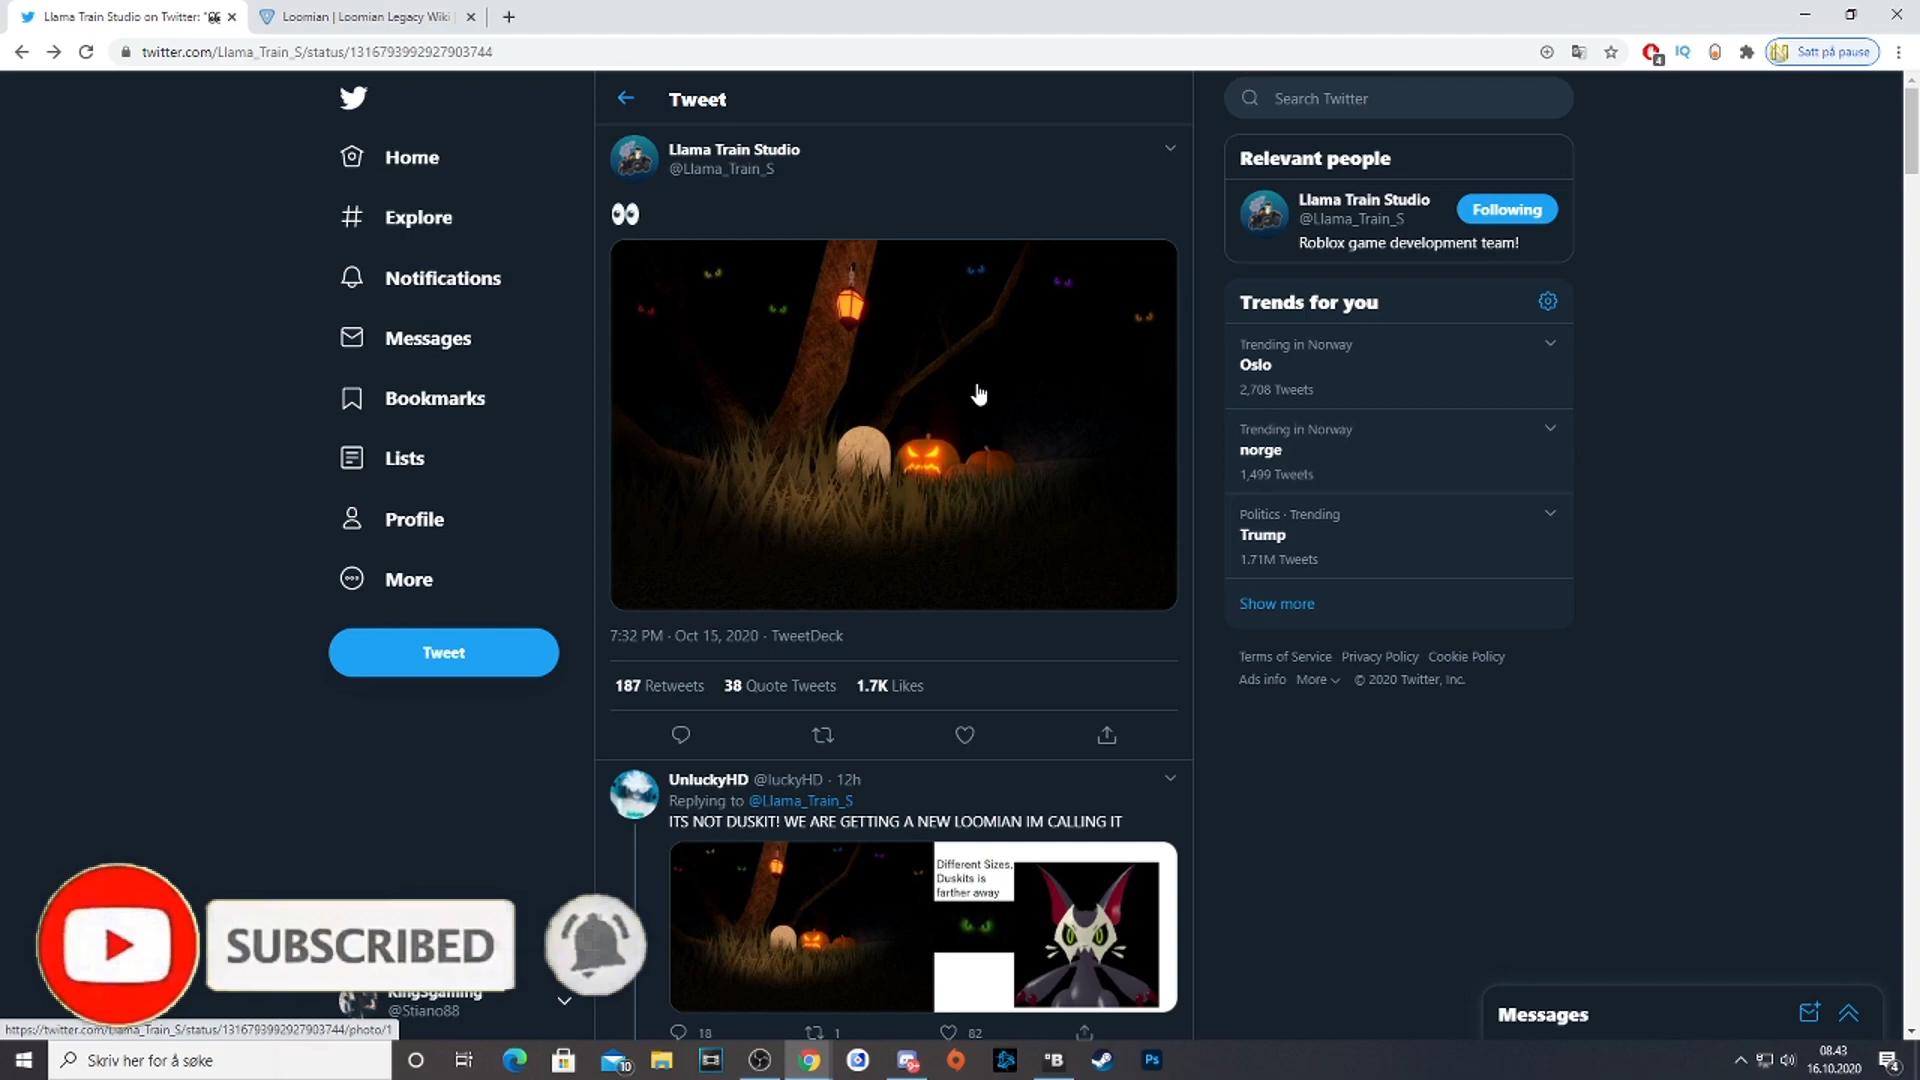 Llama Train Studio on Twitter: "👀
Loomian | Loomian Legacy Wiki
twitter.com/Llama_Train_S/status/1316793992927903744
4
IQ
Satt på pause
Home
Explore
Notifications
Messages
Bookmarks
Lists
Profile
More
Tweet
Tweet
Llama Train Studio
@Llama_Train_S
👀
7:32 PM · Oct 15, 2020 · TweetDeck
187 Retweets 38 Quote Tweets 1.7K Likes
UnluckyHD @luckyHD · 12h
Replying to @Llama_Train_S
ITS NOT DUSKIT! WE ARE GETTING A NEW LOOMIAN IM CALLING IT
Different Sizes,
Duskits is
farther away
18 1 82
Search Twitter
Relevant people
Llama Train Studio
@Llama_Train_S
Following
Roblox game development team!
Trends for you
Trending in Norway
Oslo
2,708 Tweets
Trending in Norway
norge
1,499 Tweets
Politics · Trending
Trump
1.71M Tweets
Show more
Terms of Service Privacy Policy Cookie Policy
Ads info More © 2020 Twitter, Inc.
SUBSCRIBED
KingSgaming
@Stiano88
Messages
https://twitter.com/Llama_Train_S/status/1316793992927903744/photo/1
Skriv her for å søke
10
B
Ps
08.43
16.10.2020
4